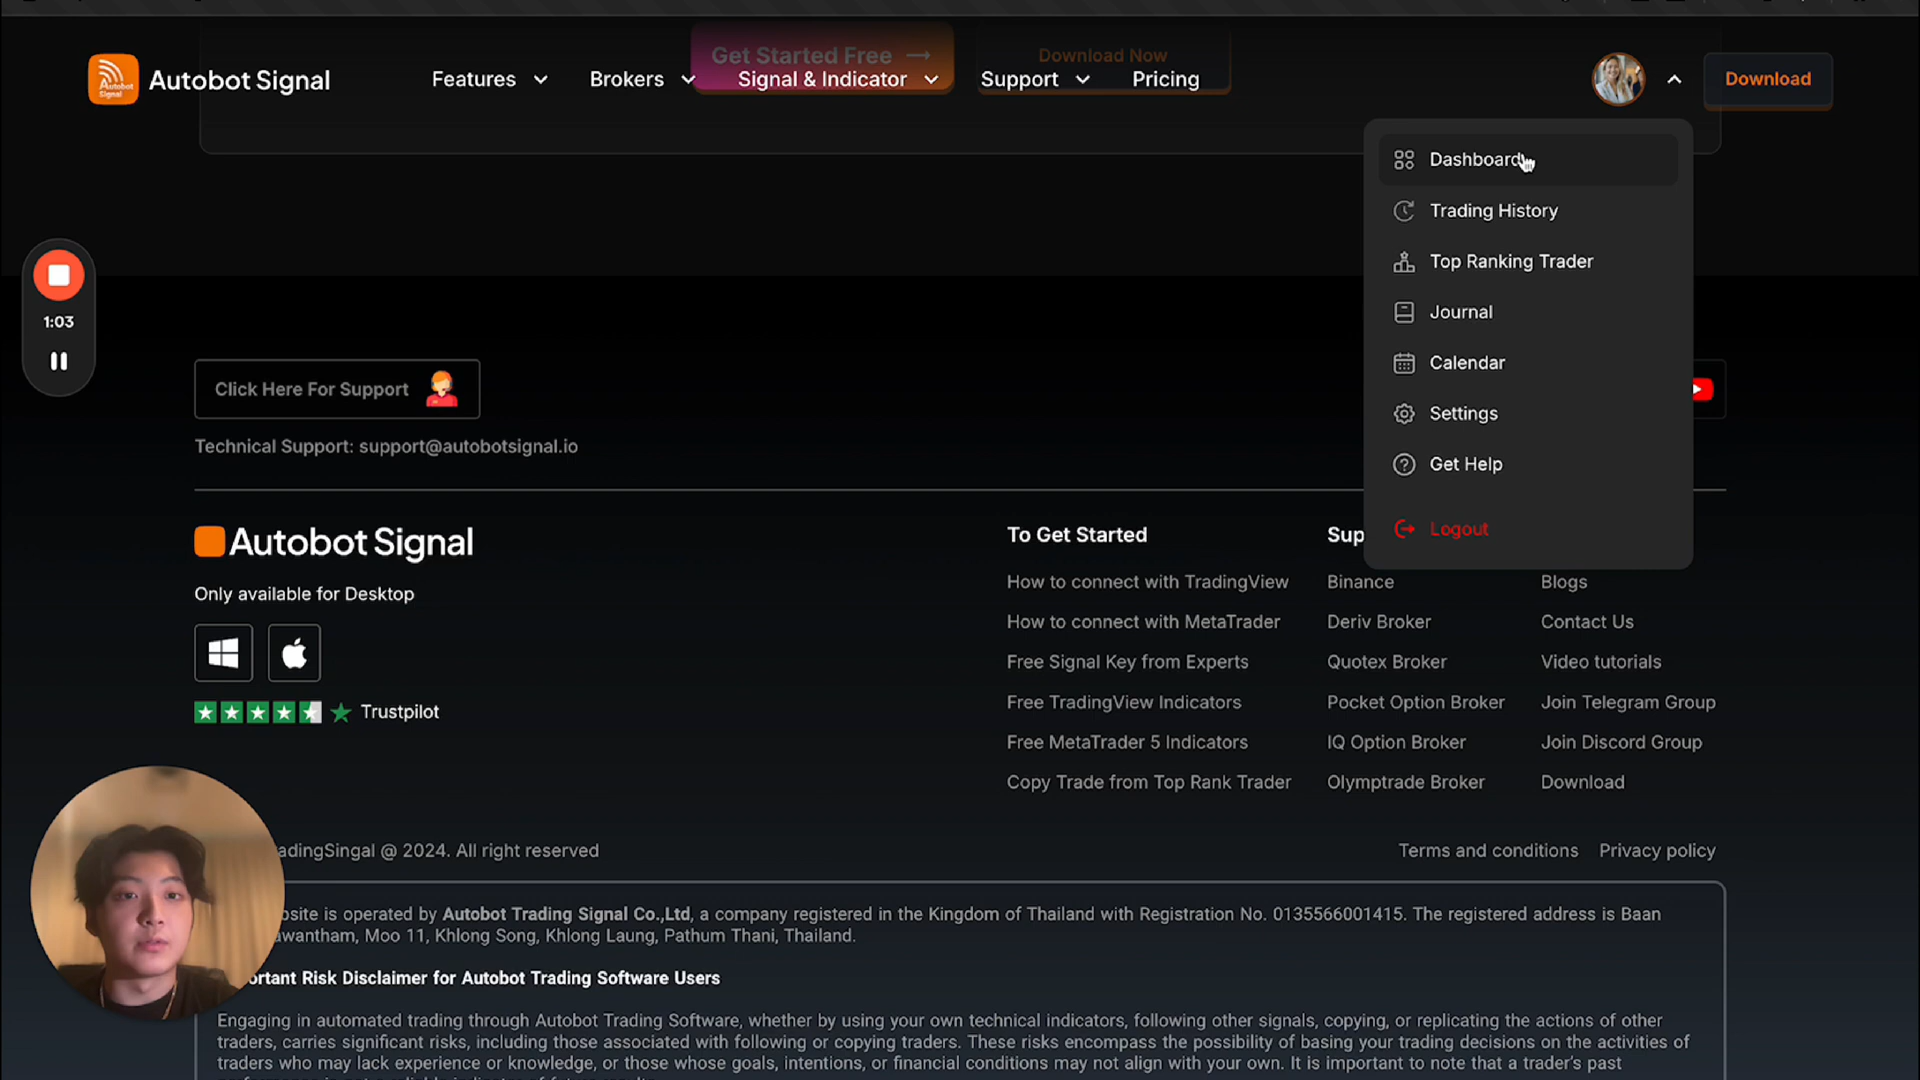 Get Started Free →
Download Now
Autobot Signal
Autobot Signal
Features
Brokers
Signal & Indicator
Support
Pricing
Download
Dashboard
Trading History
Top Ranking Trader
Journal
Calendar
Settings
Get Help
Logout
1:03
Click Here For Support
Technical Support: support@autobotsignal.io
Autobot Signal
Only available for Desktop
Trustpilot
To Get Started
How to connect with TradingView
How to connect with MetaTrader
Free Signal Key from Experts
Free TradingView Indicators
Free MetaTrader 5 Indicators
Copy Trade from Top Rank Trader
Sup
Binance
Deriv Broker
Quotex Broker
Pocket Option Broker
IQ Option Broker
Olymptrade Broker
Blogs
Contact Us
Video tutorials
Join Telegram Group
Join Discord Group
Download
adingSingal @ 2024. All right reserved
Terms and conditions Privacy policy
site is operated by Autobot Trading Signal Co.,Ltd, a company registered in the Kingdom of Thailand with Registration No. 0135566001415. The registered address is Baan
awantham, Moo 11, Khlong Song, Khlong Laung, Pathum Thani, Thailand.
ortant Risk Disclaimer for Autobot Trading Software Users
Engaging in automated trading through Autobot Trading Software, whether by using your own technical indicators, following other signals, copying, or replicating the actions of other
traders, carries significant risks, including those associated with following or copying traders. These risks encompass the possibility of basing your trading decisions on the activities of
traders who may lack experience or knowledge, or those whose goals, intentions, or financial conditions may not align with your own. It is important to note that a trader's past